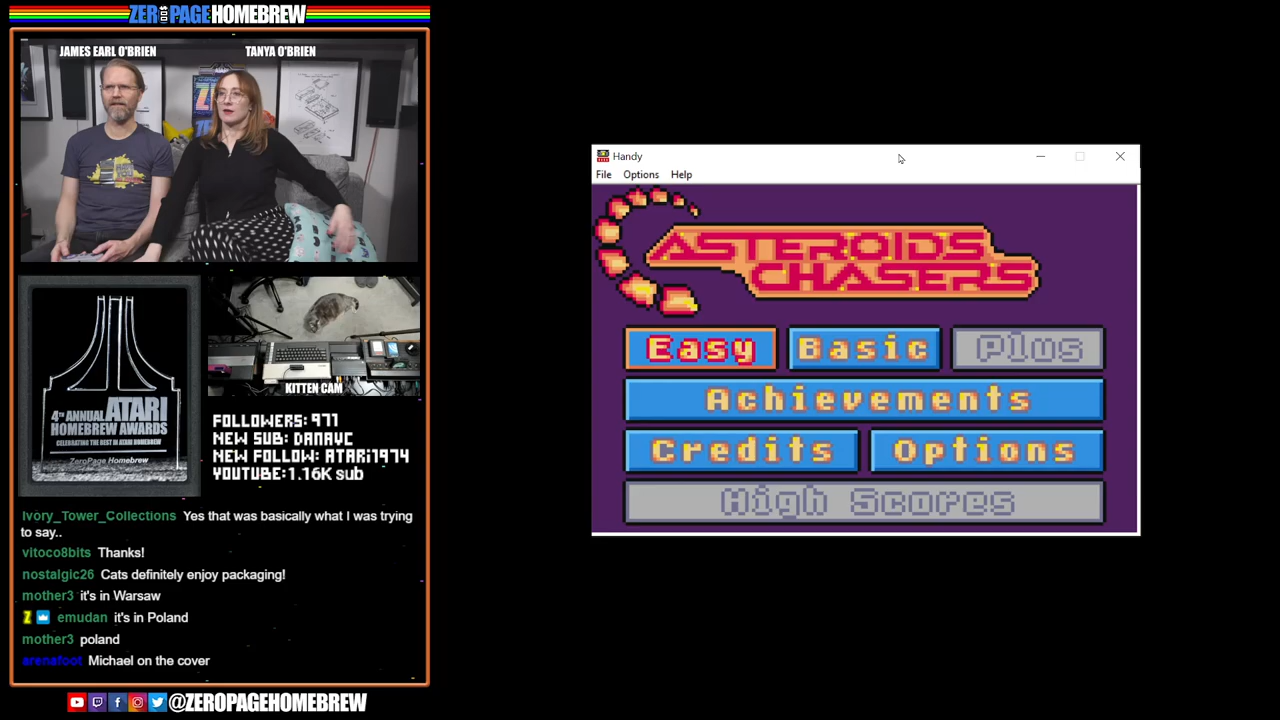 ZEROPAGE HOMEBREW
JAMES EARL O'BRIEN
TANYA O'BRIEN
4TH ANNUAL ATARI
HOMEBREW AWARDS
CELEBRATING THE BEST IN ATARI HOMEBREW
ZeroPage Homebrew
KITTEN CAM
FOLLOWERS: 977
NEW SUB: DANAYC
NEW FOLLOW: ATARI1974
YOUTUBE:1.16K sub
Ivory_Tower_Collections Yes that was basically what I was trying
to say..
vitoco8bits Thanks!
nostalgic26 Cats definitely enjoy packaging!
mother3 it's in Warsaw
Z emudan it's in Poland
mother3 poland
arenafoot Michael on the cover
@ZEROPAGEHOMEBREW
Handy
File Options Help
ASTEROIDS
CHASERS
Easy Basic Plus
Achievements
Credits Options
High Scores